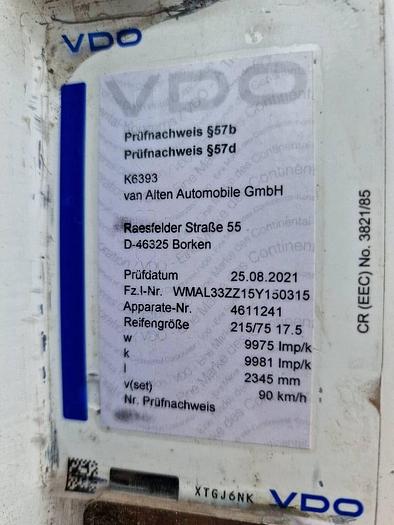 VDO
VDO
Prüfnachweis §57b
Prüfnachweis §57d
K6393
van Alten Automobile GmbH
Raesfelder Straße 55
D-46325 Borken
Prüfdatum 25.08.2021
Fz.I-Nr. WMAL33ZZ15Y150315
Apparate-Nr. 4611241
Reifengröße 215/75 17.5
w 9975 Imp/k
k 9981 Imp/k
l 2345 mm
v(set) 90 km/h
Nr. Prüfnachweis
CR (EEC) No. 3821/85
XTGJ6NK VDO